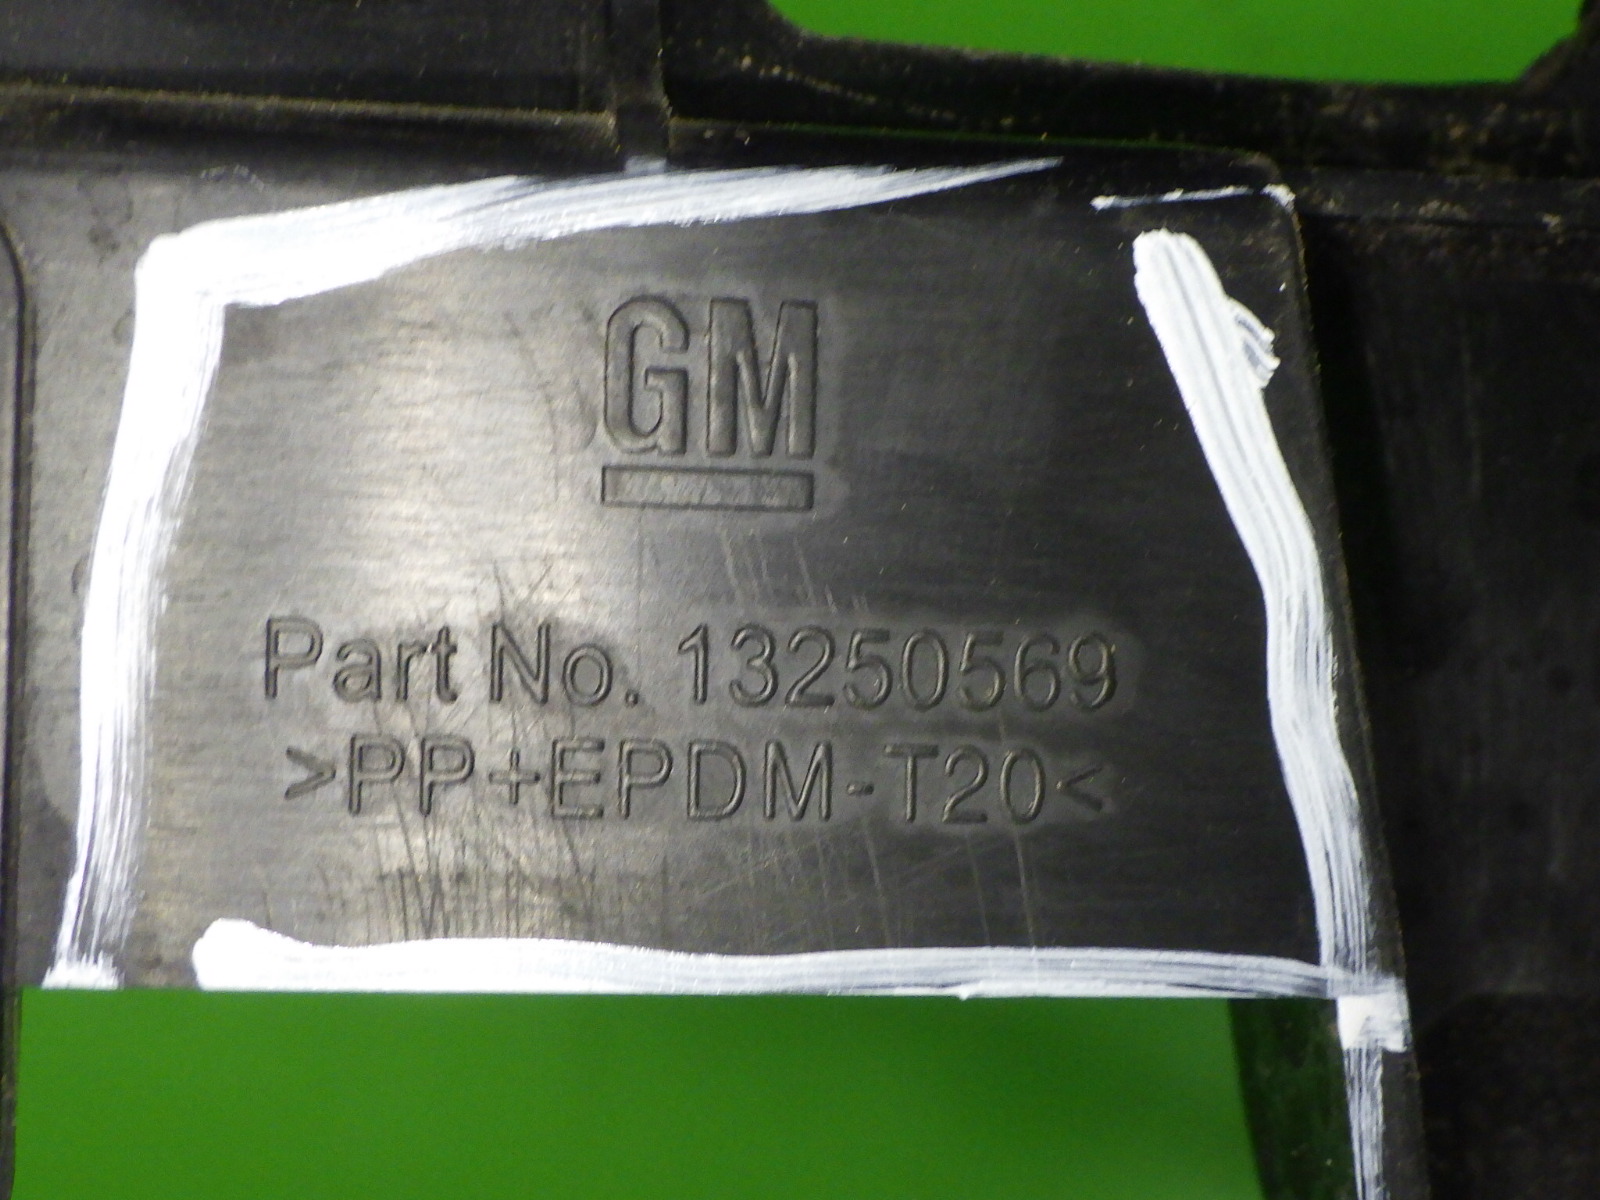 GM
Part No. 13250569
>PP+EPDM-T20<